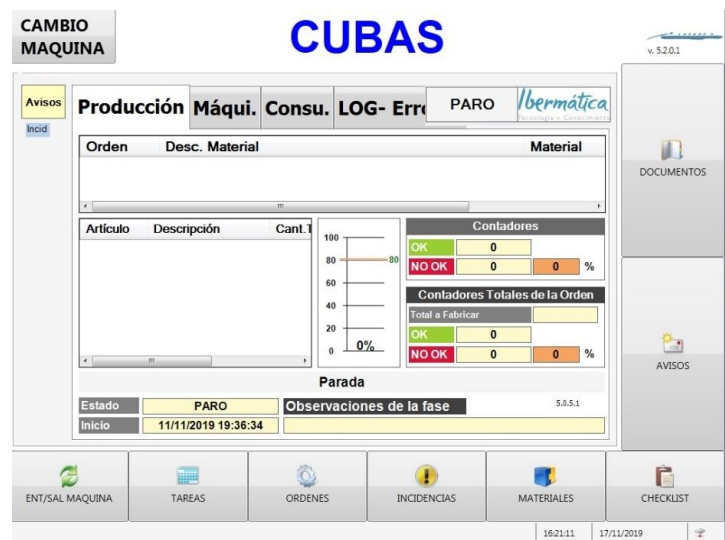 CAMBIO
MAQUINA
CUBAS
v. 5.2.0.1
Avisos
Incid
Producción Máqui. Consu. LOG- Erro PARO Ibermática
Tecnología y Conocimiento
Orden Desc. Material Material
DOCUMENTOS
Artículo Descripción Cant.T
100
80
60
40
20
0
80
0%
Contadores
OK 0
NO OK 0 0 %
Contadores Totales de la Orden
Total a Fabricar
OK 0
NO OK 0 0 %
AVISOS
Parada
Estado PARO Observaciones de la fase 5.0.5.1
Inicio 11/11/2019 19:36:34
ENT/SAL MAQUINA TAREAS ORDENES INCIDENCIAS MATERIALES CHECKLIST
16:21:11 17/11/2019